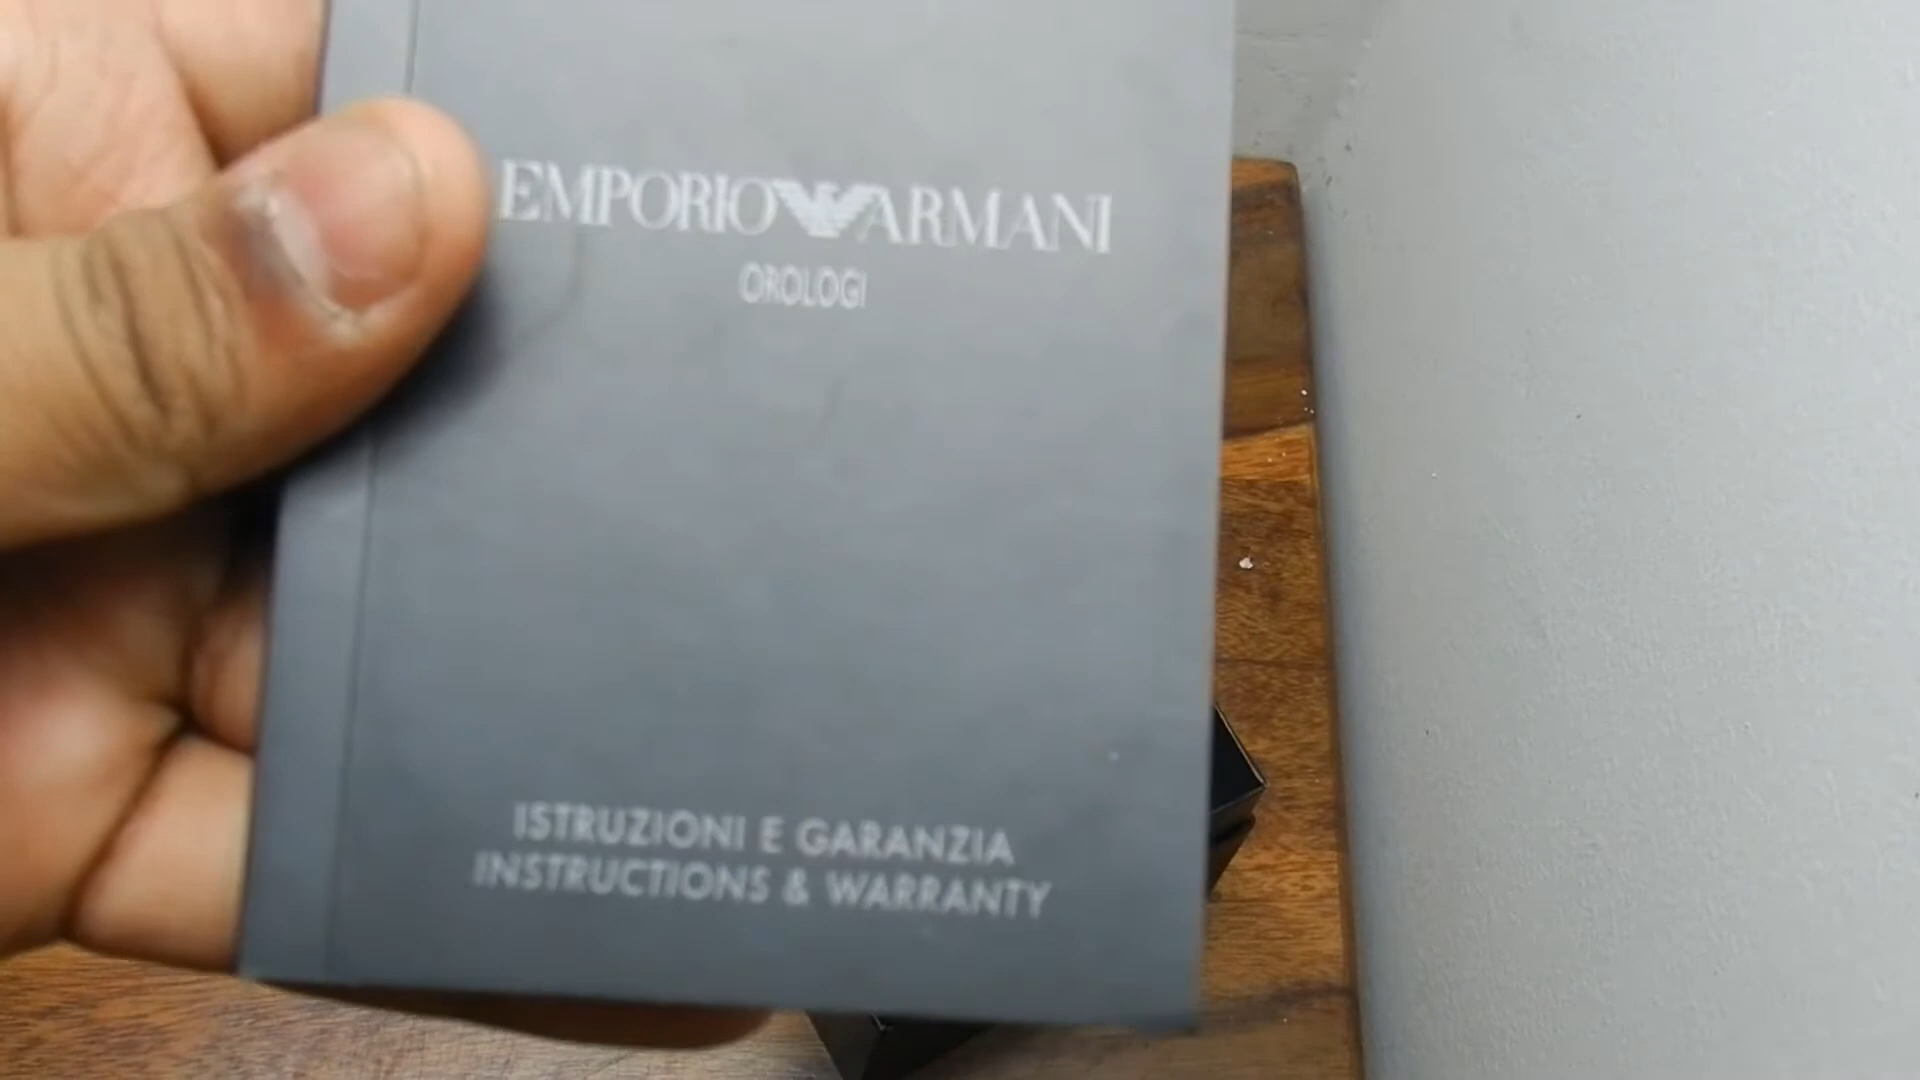 EMPORIO ARMANI
OROLOGI
ISTRUZIONI E GARANZIA
INSTRUCTIONS & WARRANTY